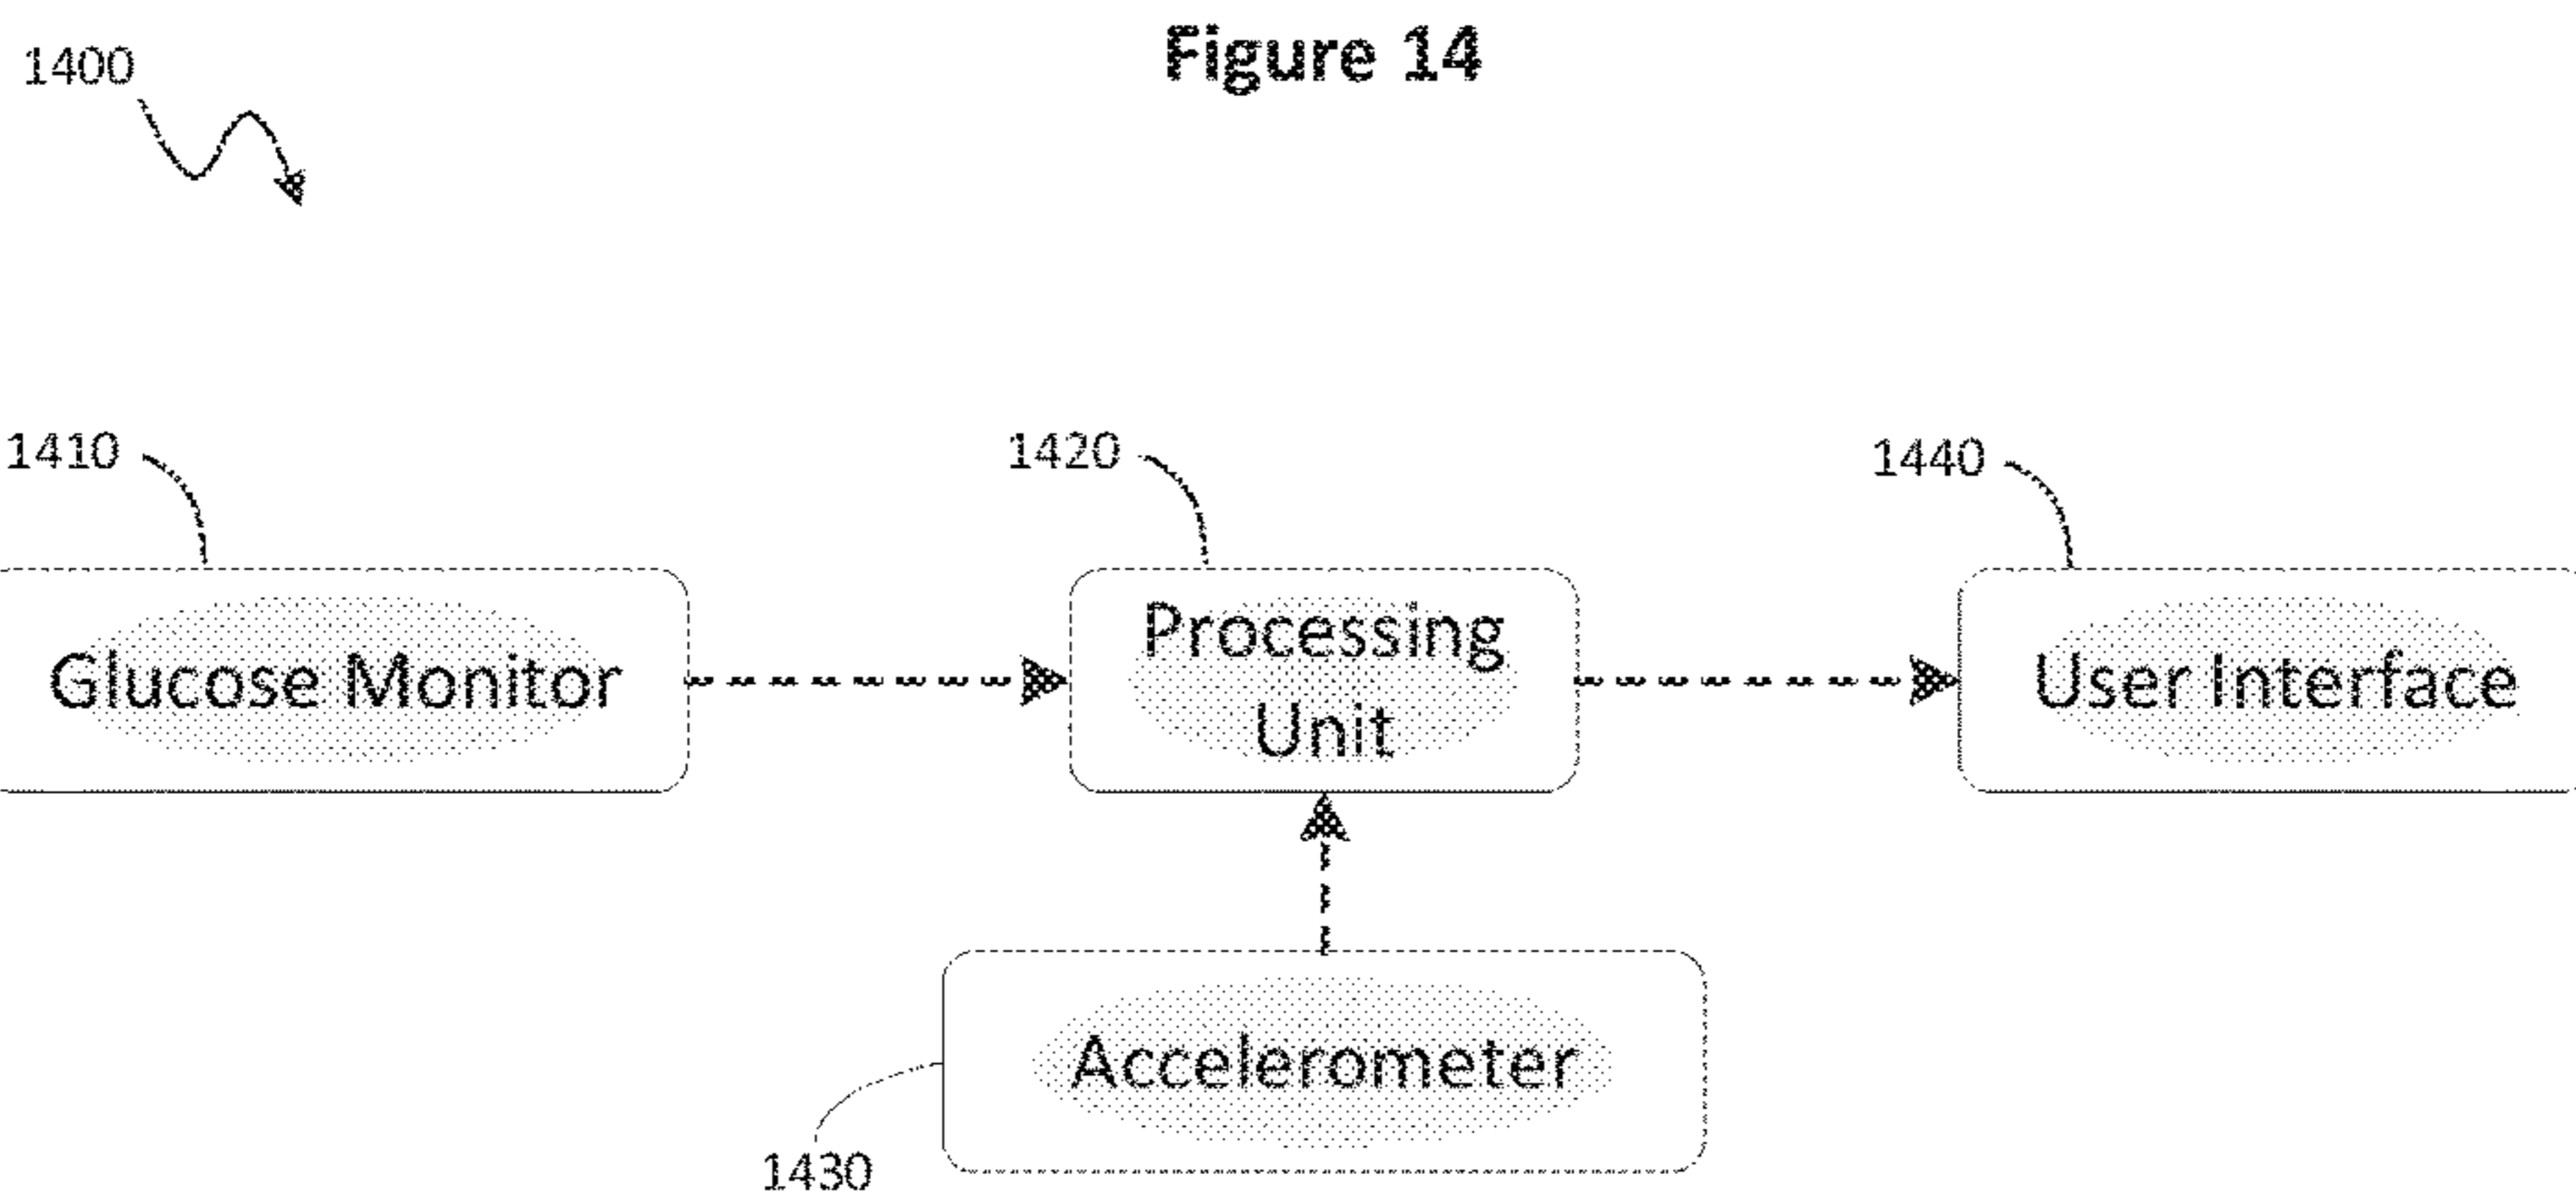 Figure 14
1400
1410
1420
1440
Glucose Monitor
Processing
Unit
User Interface
Accelerometer
1430